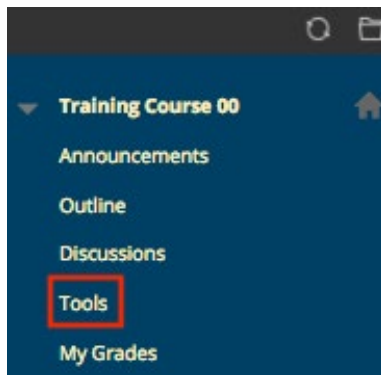 Training Course 00
Announcements
Outline
Discussions
Tools
My Grades